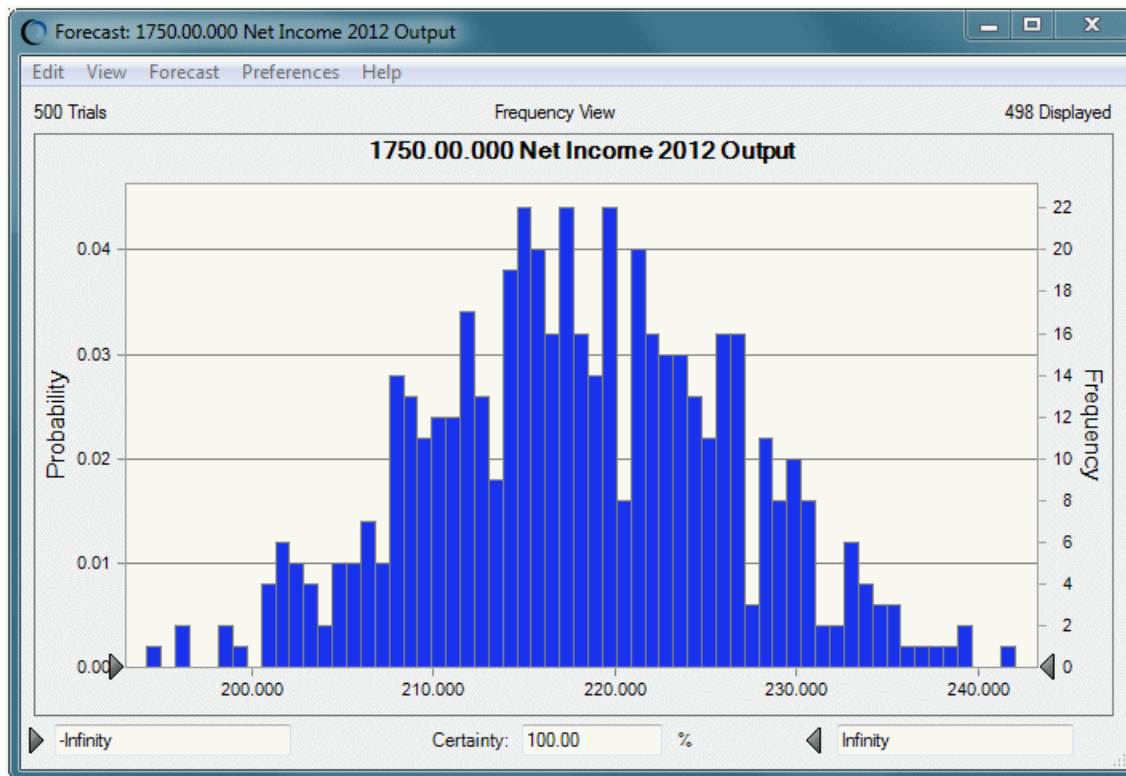 Forecast: 1750.00.000 Net Income 2012 Output
Edit View Forecast Preferences Help
500 Trials Frequency View 498 Displayed
1750.00.000 Net Income 2012 Output
Probability
0.04
0.03
0.02
0.01
0.00
22
20
18
16
14
12
10
8
6
4
2
0
Frequency
200.000 210.000 220.000 230.000 240.000
-Infinity Certainty: 100.00 % Infinity